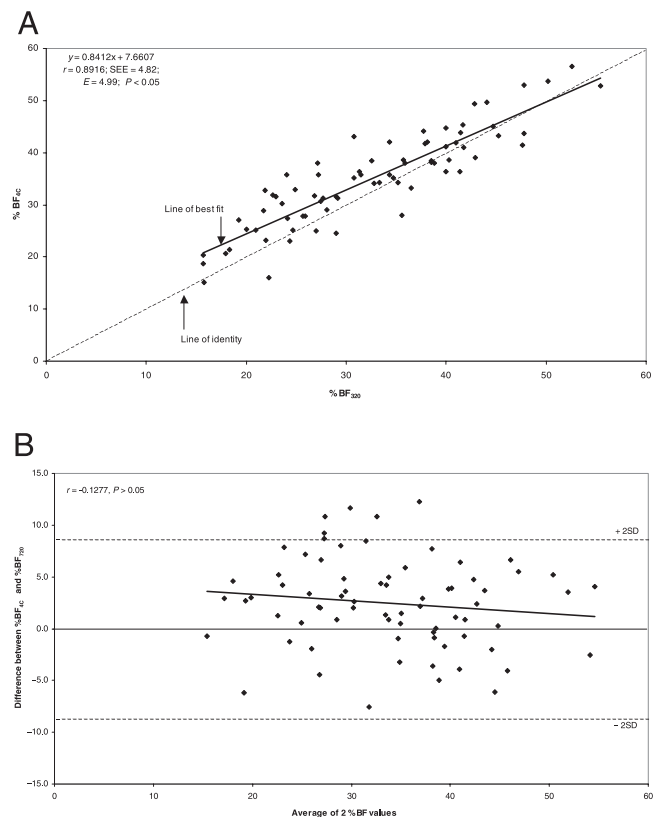 A
60
50
40
30
20
10
0
y = 0.8412x + 7.6607
r = 0.8916; SEE = 4.82;
E = 4.99; P < 0.05
% BF4C
Line of best fit
Line of identity
0 10 20 30 40 50 60
%BF320
B
15.0
10.0
5.0
0.0
−5.0
−10.0
−15.0
r = -0.1277, P > 0.05
+ 2SD
− 2SD
Difference between %BF4C and %BF720
0 10 20 30 40 50 60
Average of 2 %BF values